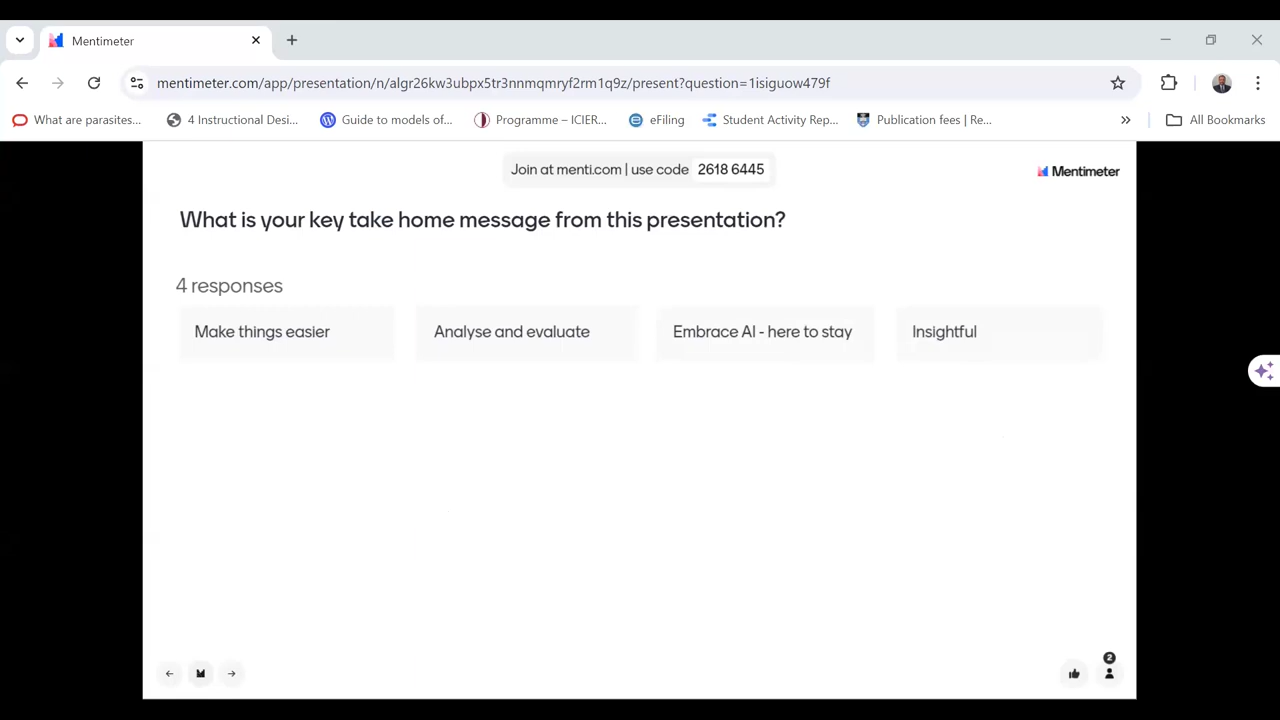 Mentimeter
mentimeter.com/app/presentation/n/algr26kw3ubpx5tr3nnmqmryf2rm1q9z/present?question=1isiguow479f
What are parasites...
4 Instructional Desi...
Guide to models of...
Programme – ICIER...
eFiling
Student Activity Rep...
Publication fees | Re...
All Bookmarks
Join at menti.com | use code 2618 6445
Mentimeter
What is your key take home message from this presentation?
4 responses
Make things easier
Analyse and evaluate
Embrace AI - here to stay
Insightful
2